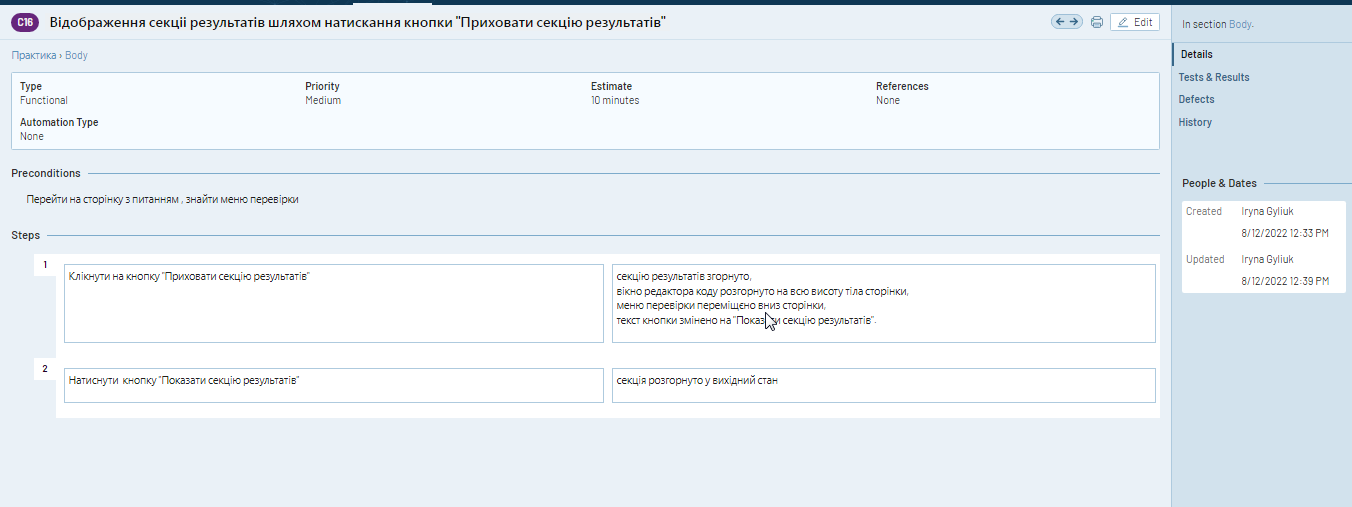 C16 Відображення секції результатів шляхом натискання кнопки "Приховати секцію результатів"
Edit
Практика › Body
Type
Functional
Priority
Medium
Estimate
10 minutes
References
None
Automation Type
None
Preconditions
Перейти на сторінку з питанням , знайти меню перевірки
Steps
1
Клікнути на кнопку "Приховати секцію результатів"
секцію результатів згорнуто,
вікно редактора коду розгорнуто на всю висоту тіла сторінки,
меню перевірки переміщєно вниз сторінки,
текст кнопки змінено на "Показати секцію результатів".
2
Натиснути кнопку "Показати секцію результатів"
секція розгорнуто у вихідний стан
In section Body.
Details
Tests & Results
Defects
History
People & Dates
Created
Iryna Gyliuk
8/12/2022 12:33 PM
Updated
Iryna Gyliuk
8/12/2022 12:39 PM